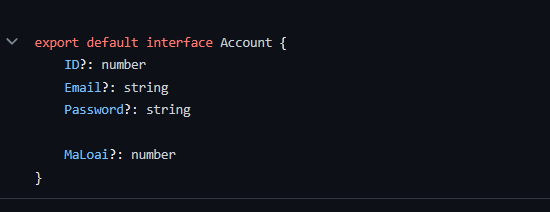 export default interface Account {
ID?: number
Email?: string
Password?: string
MaLoai?: number
}